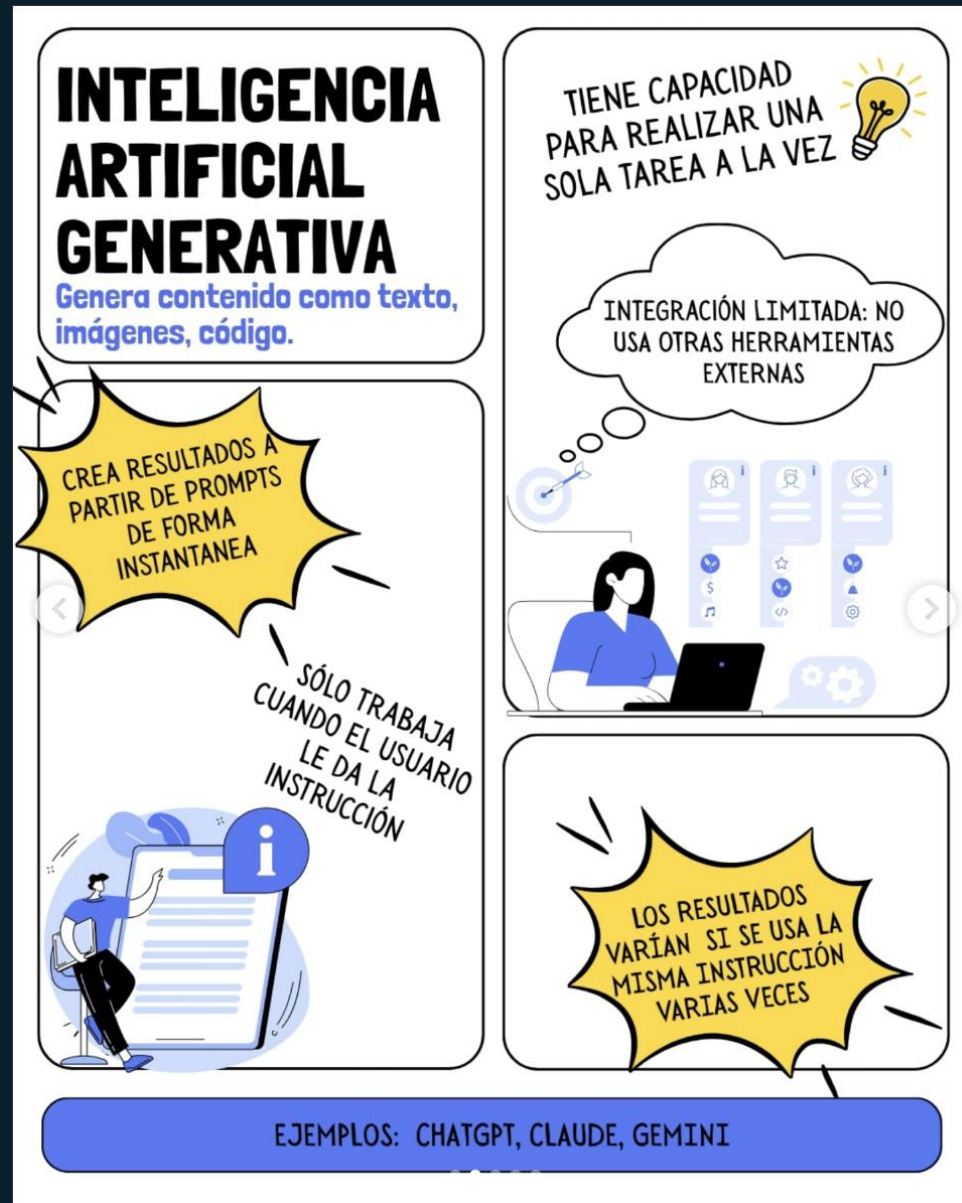 INTELIGENCIA
ARTIFICIAL
GENERATIVA
Genera contenido como texto,
imágenes, código.
CREA RESULTADOS A
PARTIR DE PROMPTS
DE FORMA
INSTANTANEA
SÓLO TRABAJA
CUANDO EL USUARIO
LE DA LA
INSTRUCCIÓN
i
TIENE CAPACIDAD
PARA REALIZAR UNA
SOLA TAREA A LA VEZ
INTEGRACIÓN LIMITADA: NO
USA OTRAS HERRAMIENTAS
EXTERNAS
LOS RESULTADOS
VARÍAN SI SE USA LA
MISMA INSTRUCCIÓN
VARIAS VECES
EJEMPLOS: CHATGPT, CLAUDE, GEMINI